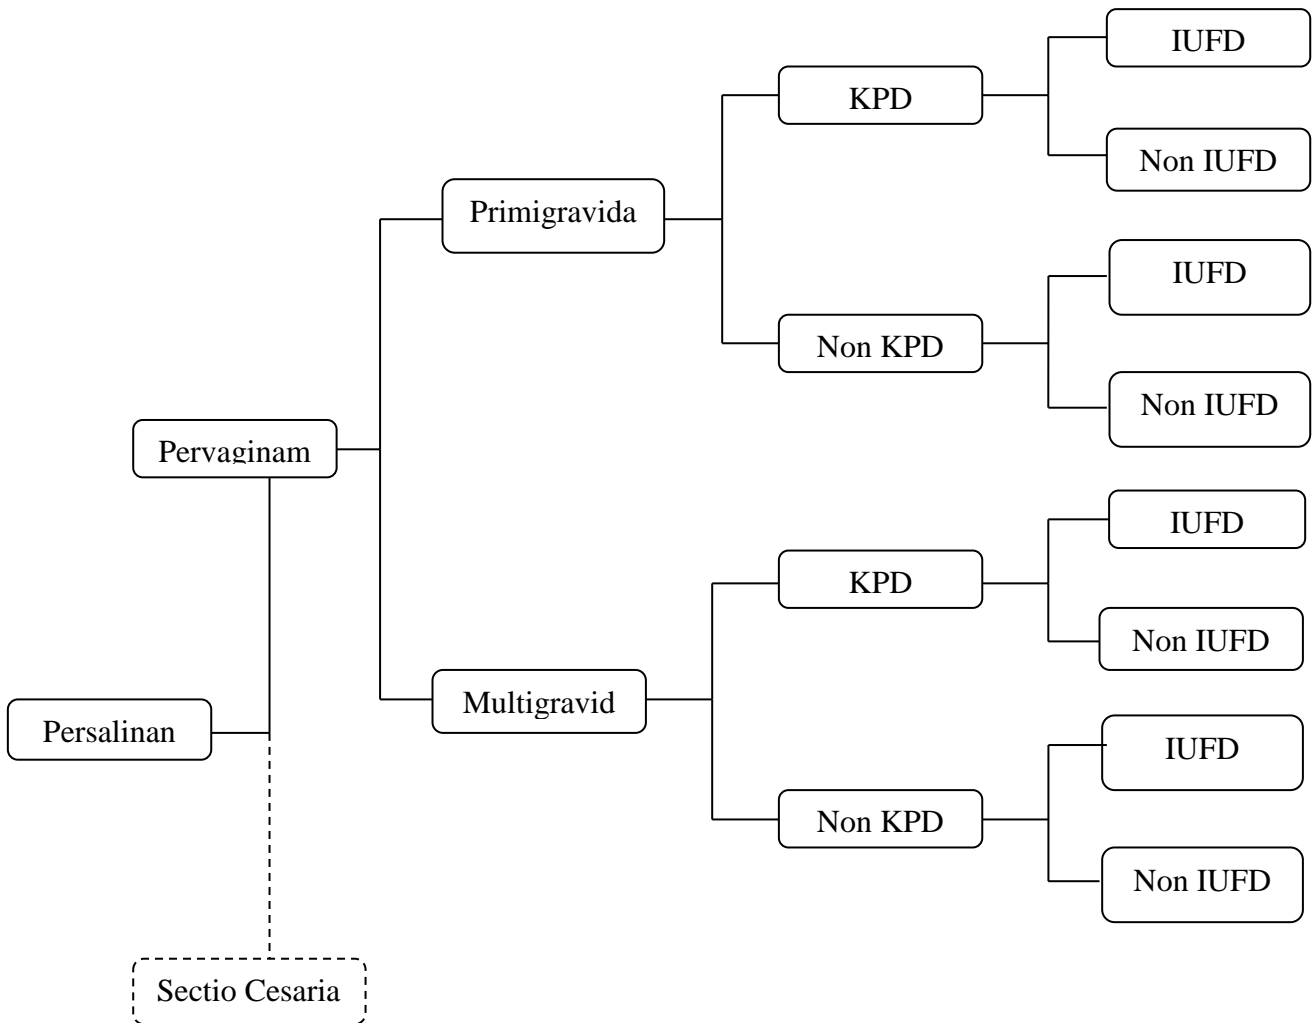 IUFD
KPD
Non IUFD
Primigravida
IUFD
Non KPD
Non IUFD
Pervaginam
IUFD
KPD
Non IUFD
Multigravid
Persalinan
IUFD
Non KPD
Non IUFD
Sectio Cesaria